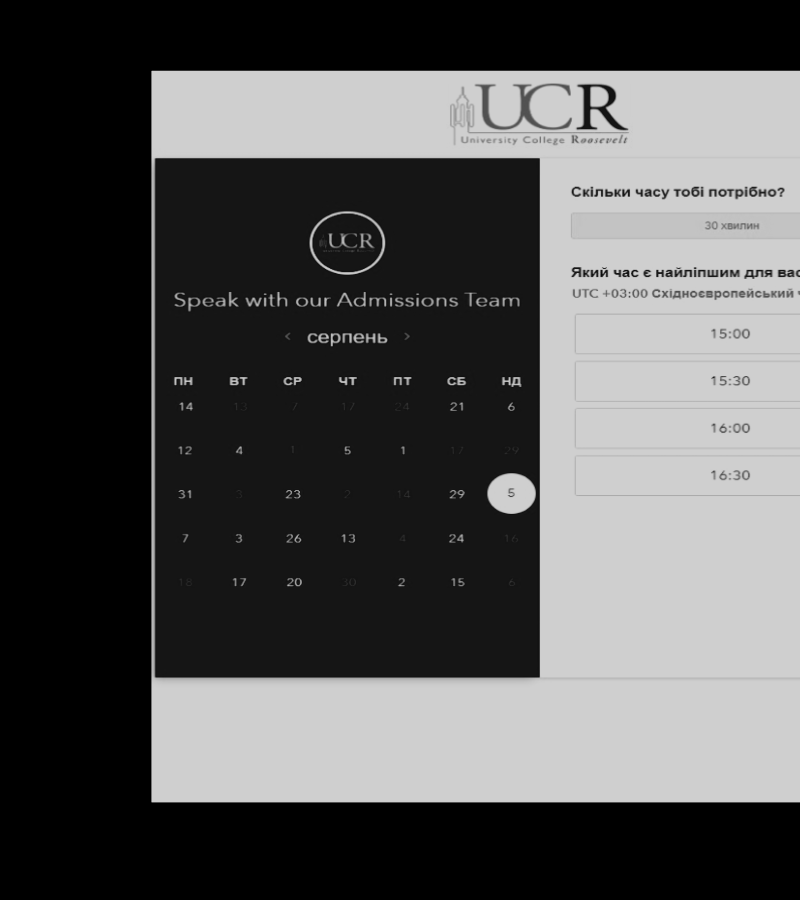 UCR
University College Roosevelt
UCR
Speak with our Admissions Team
< серпень >
ПН ВТ СР ЧТ ПТ СБ НД
14 13 7 17 24 21 6
12 4 1 5 1 17 29
31 3 23 2 14 29 5
7 3 26 13 4 24 16
18 17 20 30 2 15 6
Скільки часу тобі потрібно?
30 хвилин
Який час є найліпшим для вас
UTC +03:00 Східноєвропейський
15:00
15:30
16:00
16:30